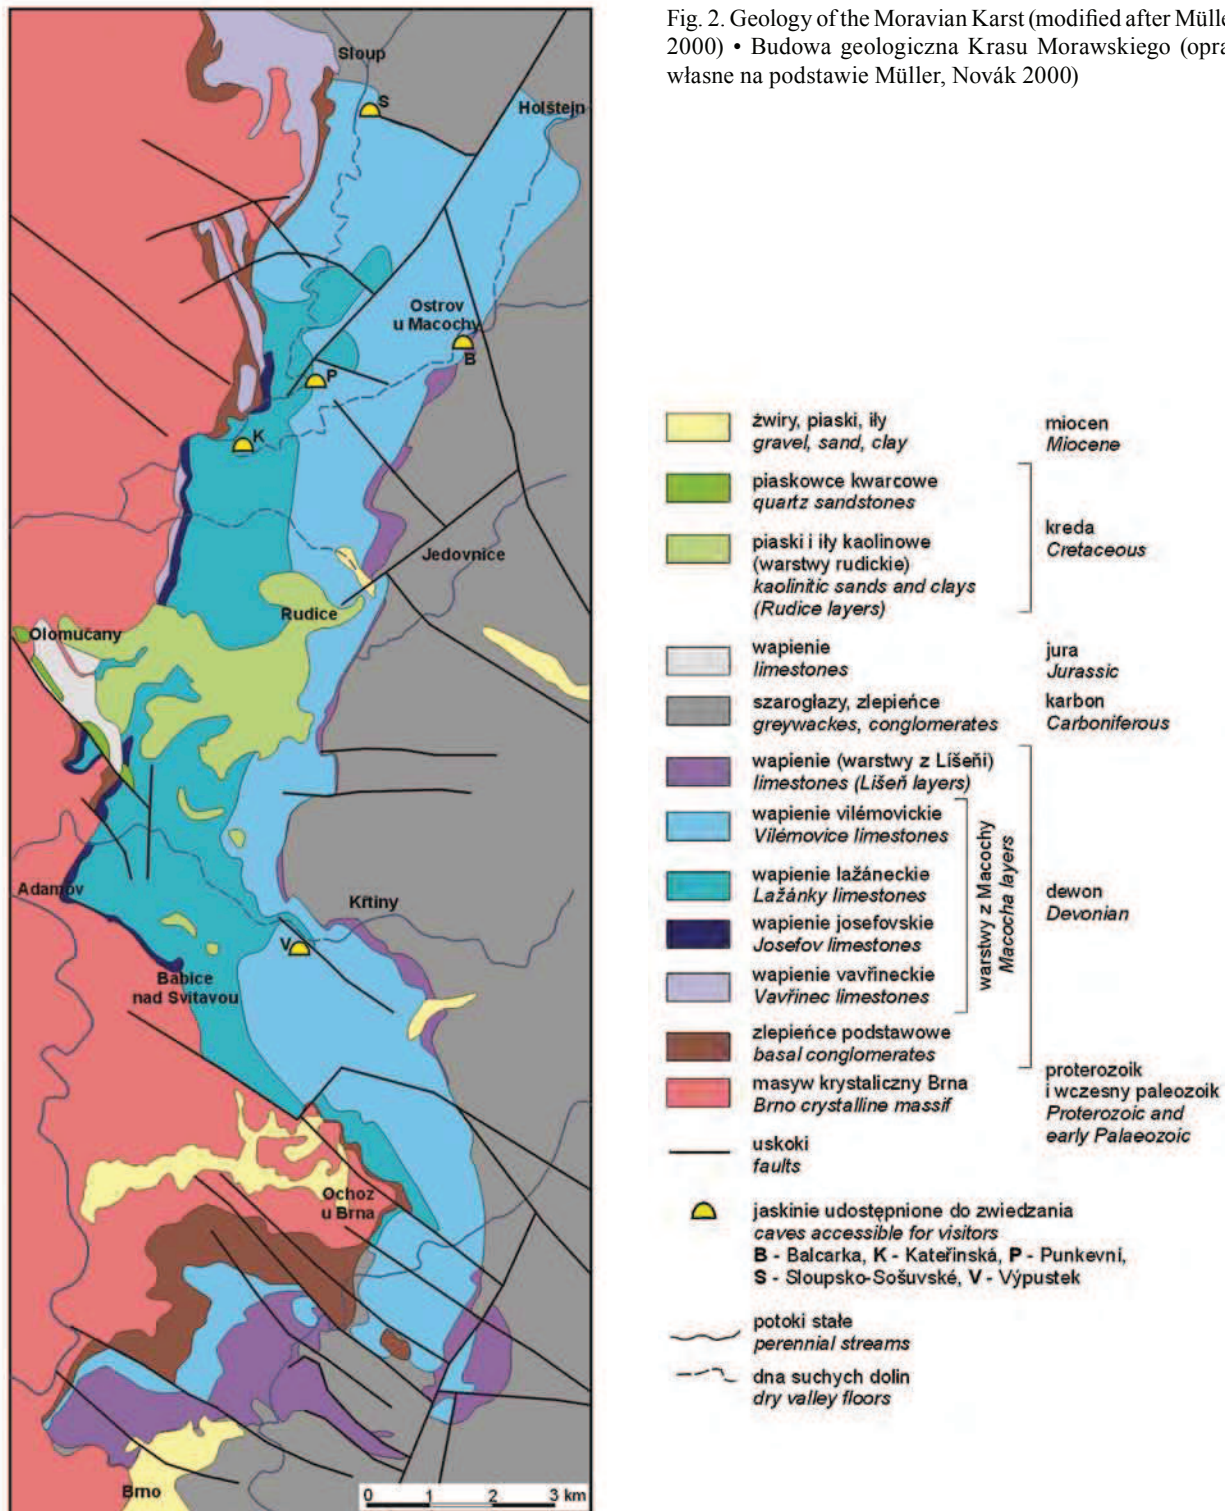 Fig. 2. Geology of the Moravian Karst (modified after Mülle
2000) • Budowa geologiczna Krasu Morawskiego (opra
własne na podstawie Müller, Novák 2000)
Sloup
S
Holštejn
Ostrov
u Macochy
B
P
K
Jedovnice
Rudice
Olomučany
Adamov
Křtiny
V
Babice
nad Svitavou
Ochoz
u Brna
Brno
0 1 2 3 km
żwiry, piaski, iły
gravel, sand, clay
miocen
Miocene
piaskowce kwarcowe
quartz sandstones
piaski i iły kaolinowe
(warstwy rudickie)
kaolinitic sands and clays
(Rudice layers)
kreda
Cretaceous
wapienie
limestones
jura
Jurassic
szarogłazy, zlepieńce
greywackes, conglomerates
karbon
Carboniferous
wapienie (warstwy z Líšeňi)
limestones (Lišeň layers)
wapienie vilémovickie
Vilémovice limestones
wapienie lažáneckie
Lažánky limestones
wapienie josefovskie
Josefov limestones
wapienie vavřineckie
Vavřinec limestones
warstwy z Macochy
Macocha layers
dewon
Devonian
zlepieńce podstawowe
basal conglomerates
masyw krystaliczny Brna
Brno crystalline massif
proterozoik
i wczesny paleozoik
Proterozoic and
early Palaeozoic
uskoki
faults
jaskinie udostępnione do zwiedzania
caves accessible for visitors
B - Balcarka, K - Kateřinská, P - Punkevní,
S - Sloupsko-Sošuvské, V - Výpustek
potoki stałe
perennial streams
dna suchych dolin
dry valley floors